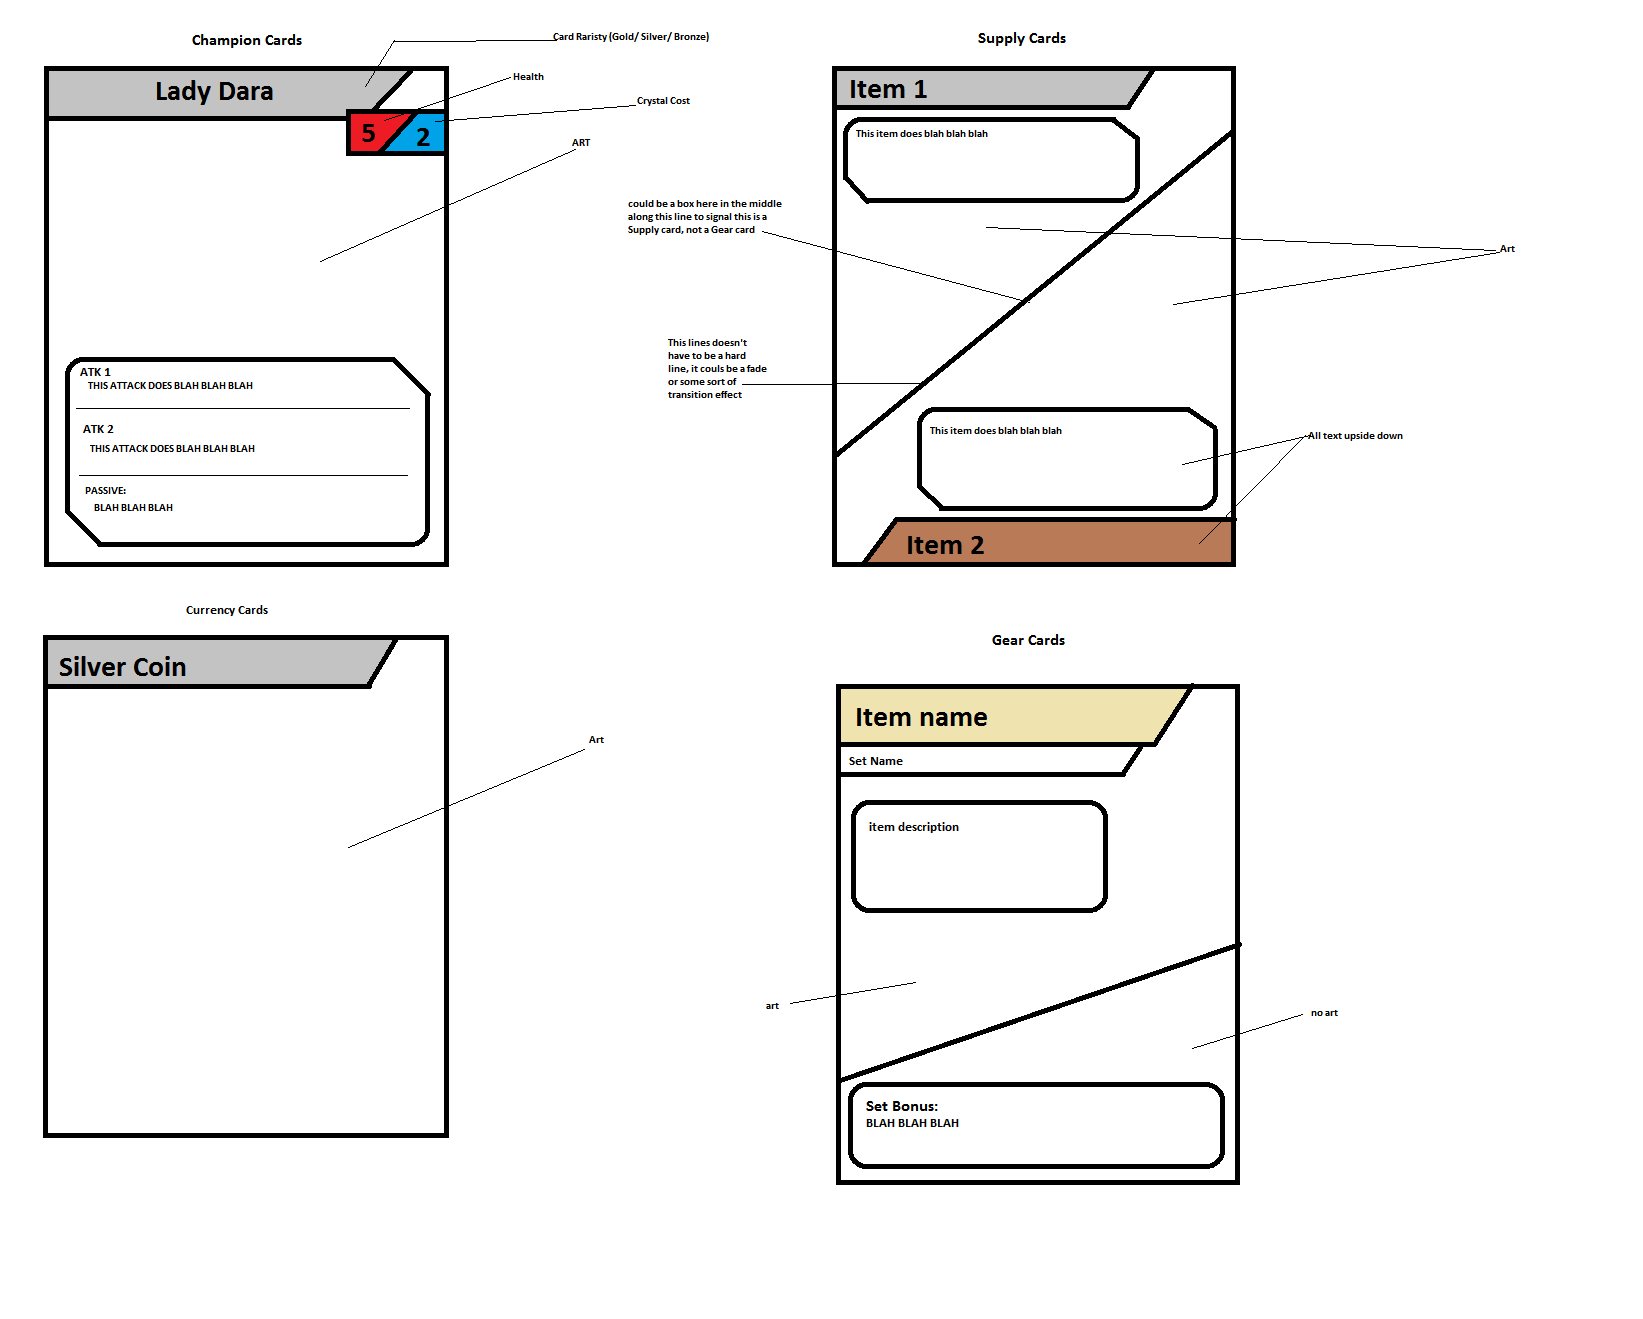 Champion Cards
Card Raristy (Gold/ Silver/ Bronze)
Health
Crystal Cost
ART
Lady Dara
5
2
ATK 1
THIS ATTACK DOES BLAH BLAH BLAH
ATK 2
THIS ATTACK DOES BLAH BLAH BLAH
PASSIVE:
BLAH BLAH BLAH
Supply Cards
Item 1
This item does blah blah blah
could be a box here in the middle
along this line to signal this is a
Supply card, not a Gear card
Art
This lines doesn't
have to be a hard
line, it couls be a fade
or some sort of
transition effect
This item does blah blah blah
All text upside down
Item 2
Currency Cards
Silver Coin
Art
Gear Cards
Item name
Set Name
item description
art
no art
Set Bonus:
BLAH BLAH BLAH